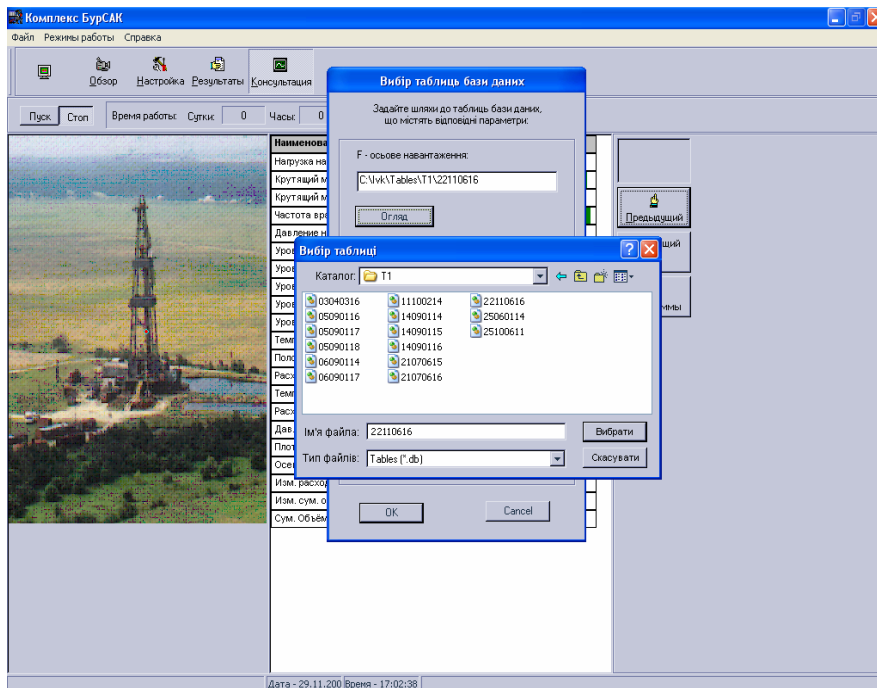 Комплекс БурСАК
Файл Режимы работы Справка
Обзор Настройка Результаты Консультация
Пуск Стоп Время работы: Сутки: 0 Часы: 0
Вибір таблиць бази даних
Задайте шляхи до таблиць бази даних,
що містять відповідні параметри:
F - осьове навантаження:
C:\Ivk\Tables\T1\22110616
Огляд
Наименова
Нагрузка на
Крутящий м
Крутящий м
Частота вра
Давление н
Уров
Уров
Уров
Уров
Уров
Темп
Поло
Расх
Темп
Расх
Дав.
Плот
Осев
Изм. расход
Изм. сум. о
Сум. Объём
Предыдущий
щий
ммы
Вибір таблиці
Каталог: T1
03040316 11100214 22110616
05090116 14090114 25060114
05090117 14090115 25100611
05090118 14090116
06090114 21070615
06090117 21070616
Ім'я файла: 22110616 Вибрати
Тип файлів: Tables (*.db) Скасувати
OK Cancel
Дата - 29.11.200 Время - 17:02:38